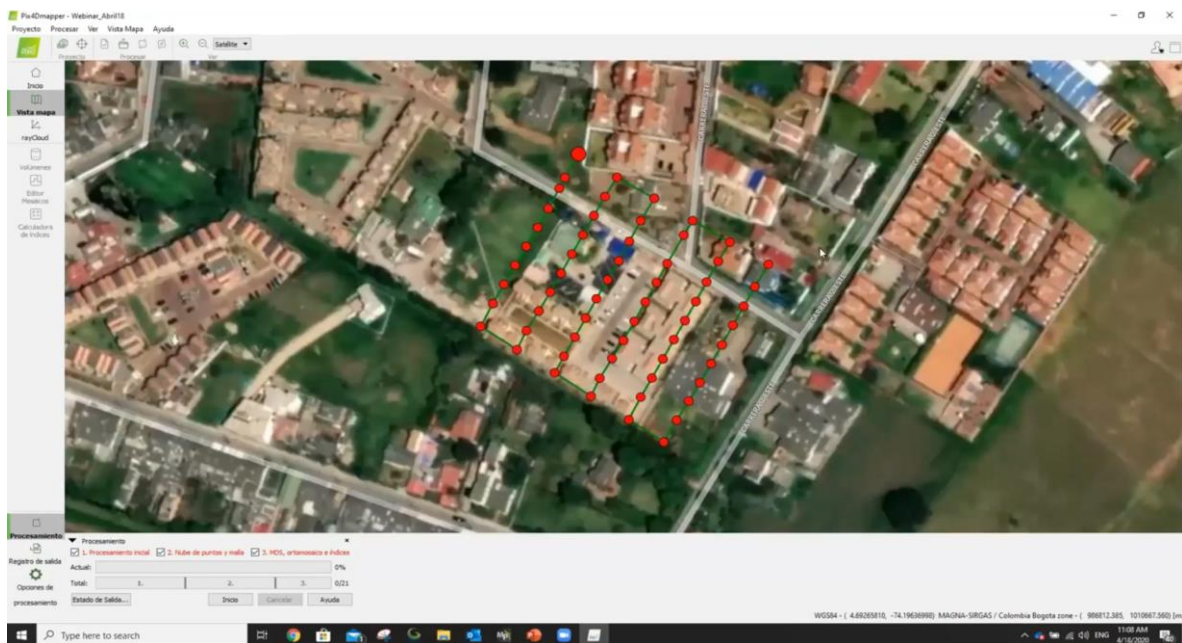 Pix4Dmapper - Webinar_Abril18
Proyecto Procesar Ver Vista Mapa Ayuda
Satélite
Proyecto Procesar Ver
Inicio
Vista mapa
rayCloud
Volúmenes
Editor
Mosaicos
Calculadora
de Índices
CARRERA
Procesamiento
Registro de salida
Opciones de
procesamiento
Procesamiento
1. Procesamiento inicial 2. Nube de puntos y malla 3. MDS, ortomosaico e índices
Actual: 0%
Total: 1. 2. 3. 0/21
Estado de Salida... Inicio Cancelar Ayuda
WGS84 - ( 4.69265810, -74.19636998) MAGNA-SIRGAS / Colombia Bogota zone - ( 986812.385, 1010667.560) [m
Type here to search
ENG
11:08 AM
4/18/2020